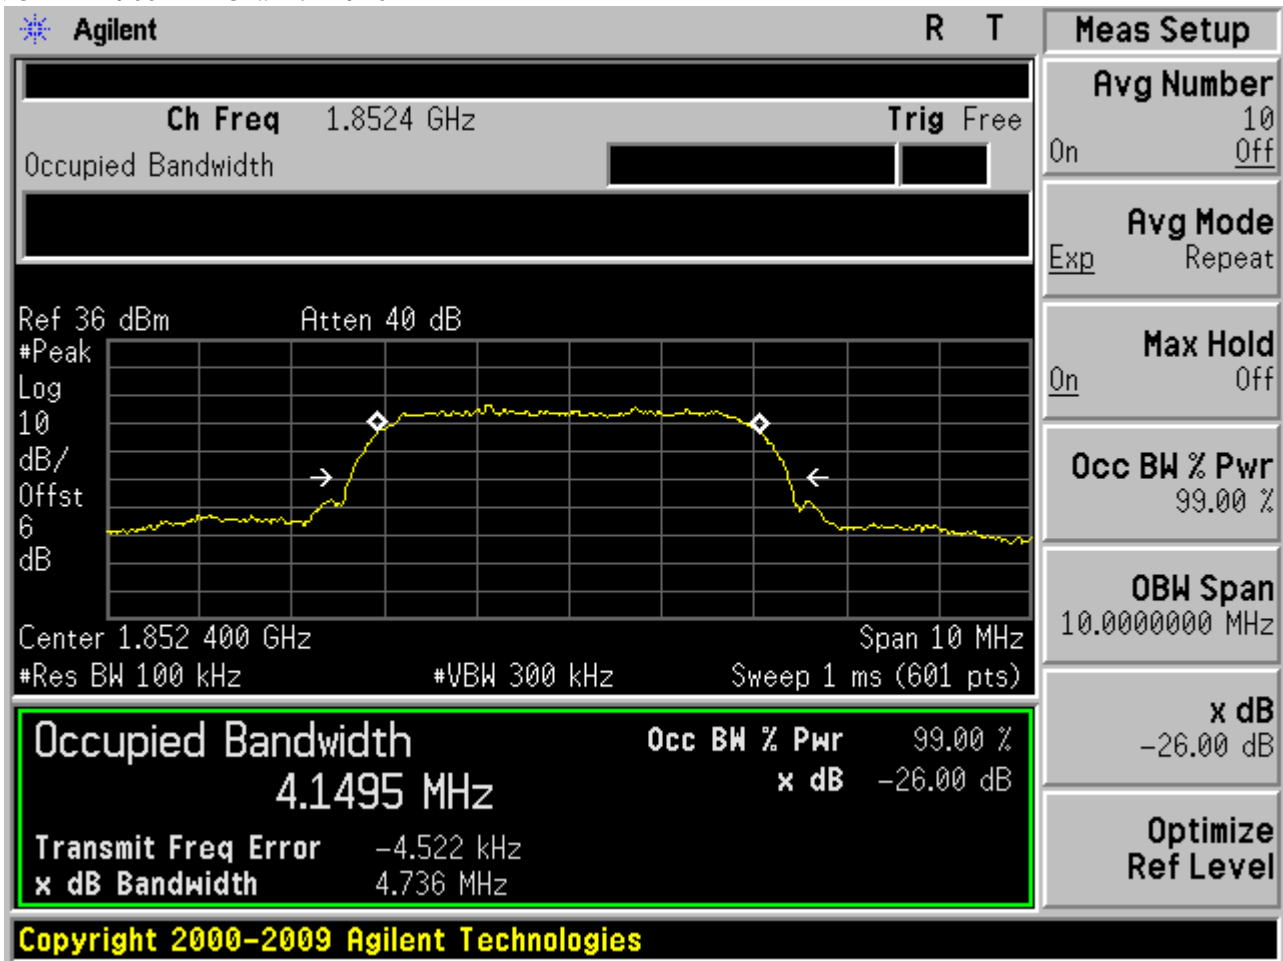 Agilent R T
Ch Freq 1.8524 GHz Trig Free
Occupied Bandwidth
Ref 36 dBm Atten 40 dB
#Peak
Log
10
dB/
Offst
6
dB
Center 1.852 400 GHz Span 10 MHz
#Res BW 100 kHz #VBW 300 kHz Sweep 1 ms (601 pts)
Occupied Bandwidth
4.1495 MHz
Occ BW % Pwr 99.00 %
x dB -26.00 dB
Transmit Freq Error -4.522 kHz
x dB Bandwidth 4.736 MHz
Copyright 2000-2009 Agilent Technologies
Meas Setup
Avg Number
10
On Off
Avg Mode
Exp Repeat
Max Hold
On Off
Occ BW % Pwr
99.00 %
OBW Span
10.0000000 MHz
x dB
-26.00 dB
Optimize
Ref Level